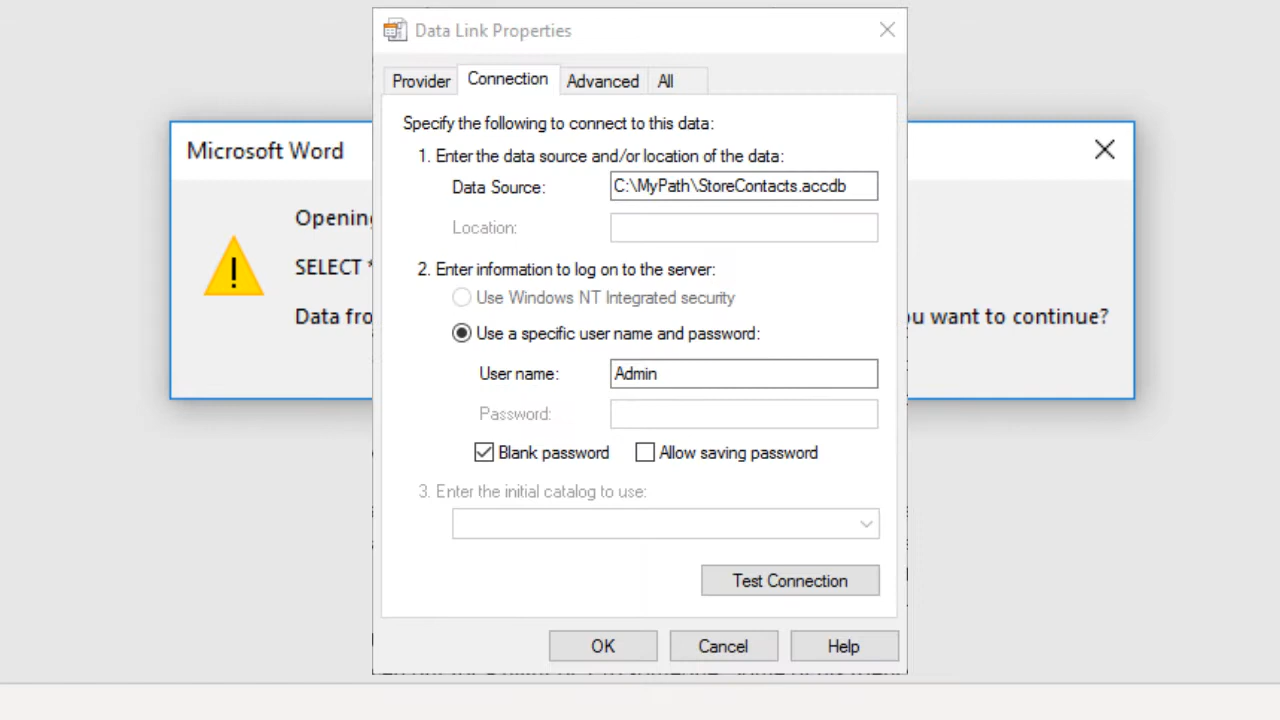 Data Link Properties
Provider Connection Advanced All
Specify the following to connect to this data:
1. Enter the data source and/or location of the data:
Data Source: C:\MyPath\StoreContacts.accdb
Location:
2. Enter information to log on to the server:
Use Windows NT Integrated security
Use a specific user name and password:
User name: Admin
Password:
Blank password Allow saving password
3. Enter the initial catalog to use:
Test Connection
OK Cancel Help
Microsoft Word
Opening
SELECT *
Data fro
ou want to continue?